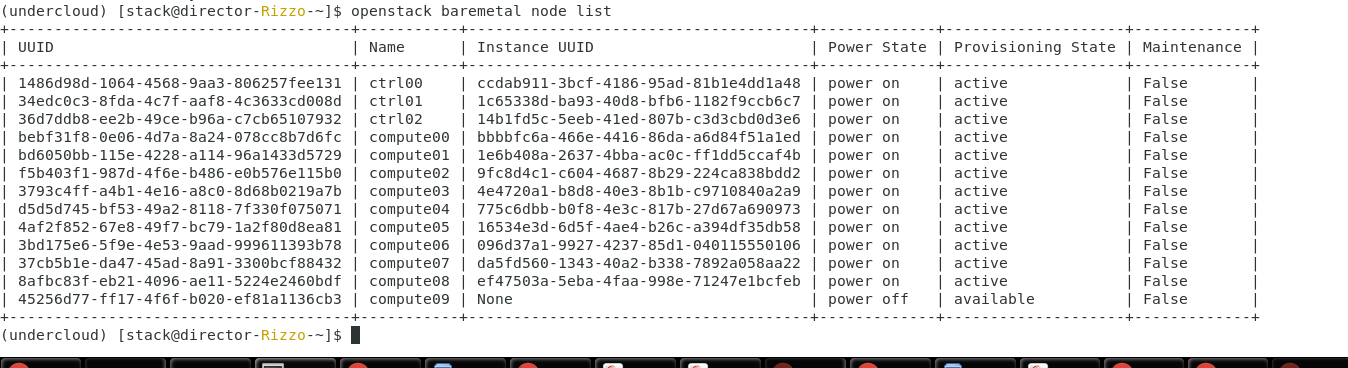 (undercloud) [stack@director-Rizzo-~]$ openstack baremetal node list
+--------------------------------------+-----------+--------------------------------------+-------------+--------------------+-------------+
| UUID                                 | Name      | Instance UUID                        | Power State | Provisioning State | Maintenance |
+--------------------------------------+-----------+--------------------------------------+-------------+--------------------+-------------+
| 1486d98d-1064-4568-9aa3-806257fee131 | ctrl00    | ccdab911-3bcf-4186-95ad-81b1e4dd1a48 | power on    | active             | False       |
| 34edc0c3-8fda-4c7f-aaf8-4c3633cd008d | ctrl01    | 1c65338d-ba93-40d8-bfb6-1182f9ccb6c7 | power on    | active             | False       |
| 36d7ddb8-ee2b-49ce-b96a-c7cb65107932 | ctrl02    | 14b1fd5c-5eeb-41ed-807b-c3d3cbd0d3e6 | power on    | active             | False       |
| bebf31f8-0e06-4d7a-8a24-078cc8b7d6fc | compute00 | bbbbfc6a-466e-4416-86da-a6d84f51a1ed | power on    | active             | False       |
| bd6050bb-115e-4228-a114-96a1433d5729 | compute01 | 1e6b408a-2637-4bba-ac0c-ff1dd5ccaf4b | power on    | active             | False       |
| f5b403f1-987d-4f6e-b486-e0b576e115b0 | compute02 | 9fc8d4c1-c604-4687-8b29-224ca838bdd2 | power on    | active             | False       |
| 3793c4ff-a4b1-4e16-a8c0-8d68b0219a7b | compute03 | 4e4720a1-b8d8-40e3-8b1b-c9710840a2a9 | power on    | active             | False       |
| d5d5d745-bf53-49a2-8118-7f330f075071 | compute04 | 775c6dbb-b0f8-4e3c-817b-27d67a690973 | power on    | active             | False       |
| 4af2f852-67e8-49f7-bc79-1a2f80d8ea81 | compute05 | 16534e3d-6d5f-4ae4-b26c-a394df35db58 | power on    | active             | False       |
| 3bd175e6-5f9e-4e53-9aad-999611393b78 | compute06 | 096d37a1-9927-4237-85d1-040115550106 | power on    | active             | False       |
| 37cb5b1e-da47-45ad-8a91-3300bcf88432 | compute07 | da5fd560-1343-40a2-b338-7892a058aa22 | power on    | active             | False       |
| 8afbc83f-eb21-4096-ae11-5224e2460bdf | compute08 | ef47503a-5eba-4faa-998e-71247e1bcfeb | power on    | active             | False       |
| 45256d77-ff17-4f6f-b020-ef81a1136cb3 | compute09 | None                                 | power off   | available          | False       |
+--------------------------------------+-----------+--------------------------------------+-------------+--------------------+-------------+
(undercloud) [stack@director-Rizzo-~]$